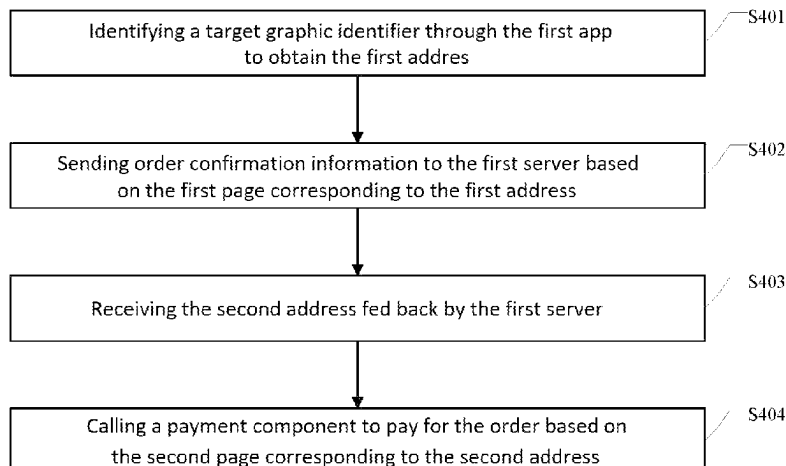 Identifying a target graphic identifier through the first app
to obtain the first addres
S401
Sending order confirmation information to the first server based
on the first page corresponding to the first address
S402
Receiving the second address fed back by the first server
S403
Calling a payment component to pay for the order based on
the second page corresponding to the second address
S404